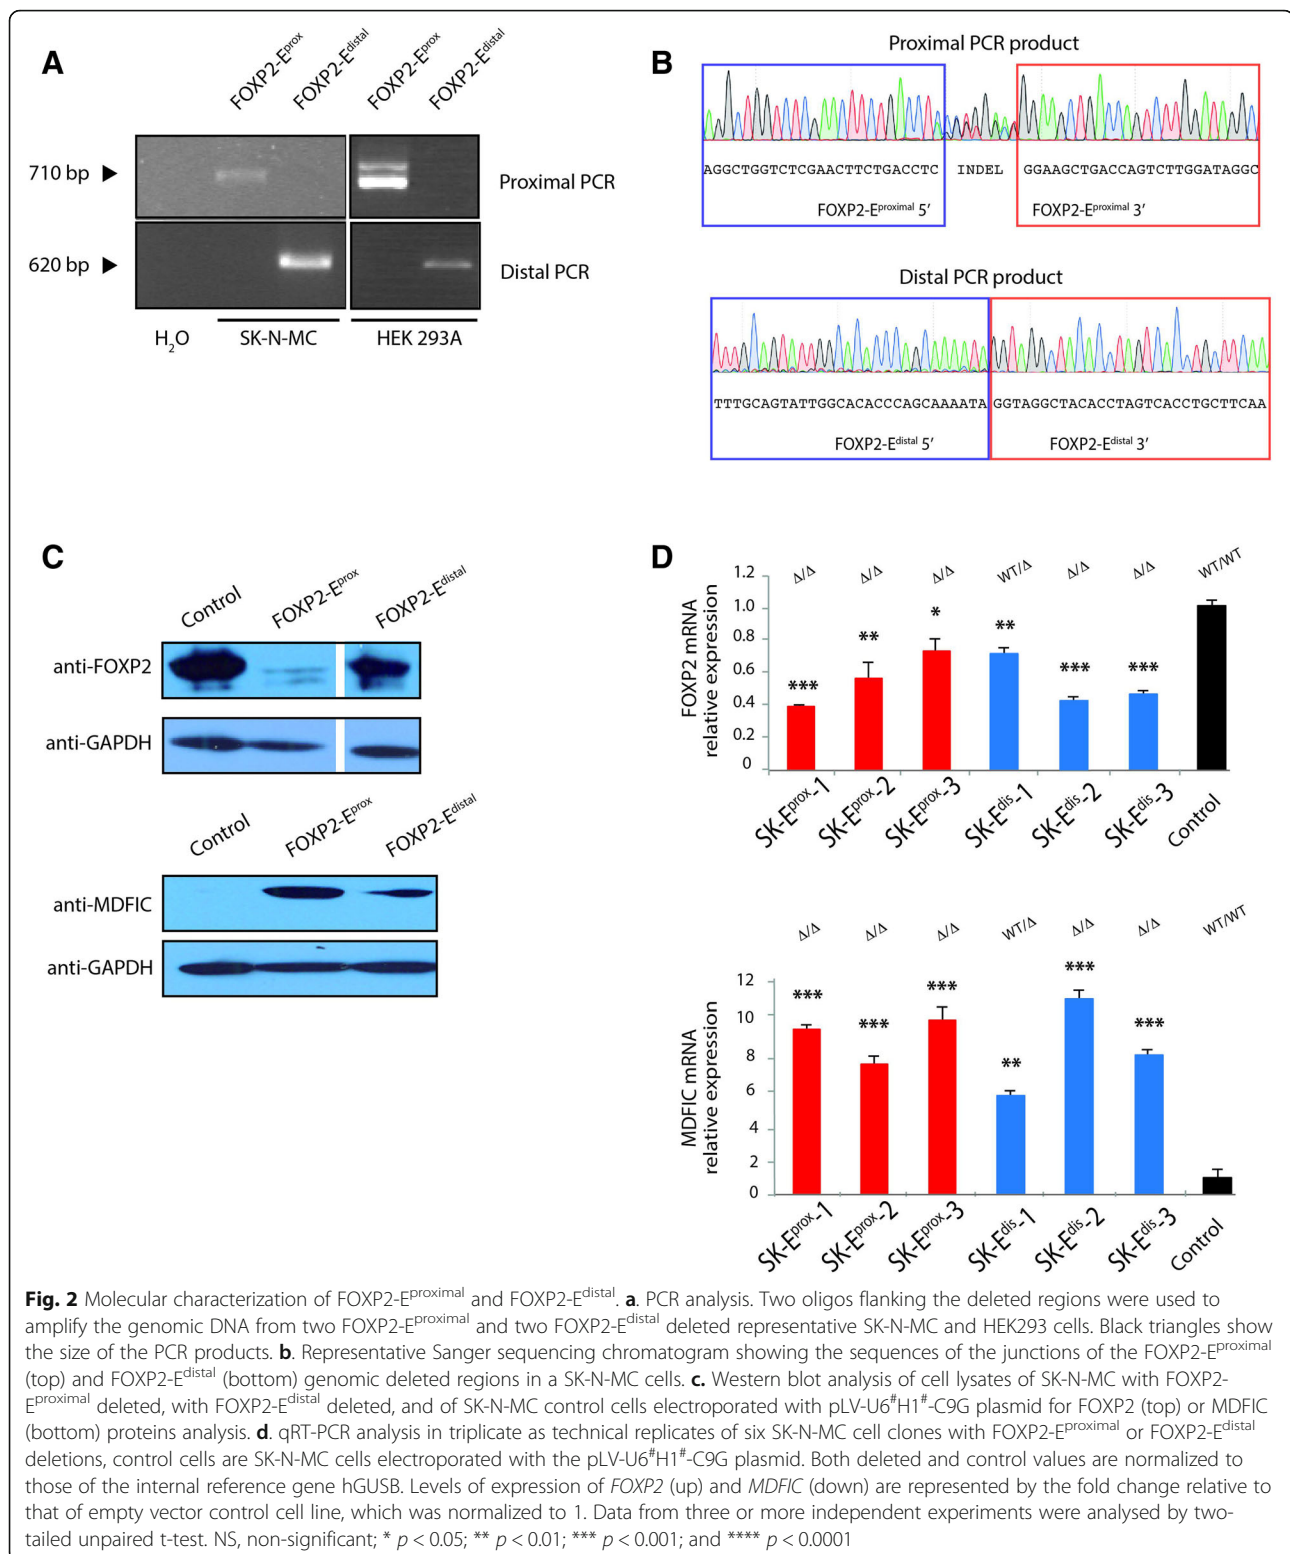 A
FOXP2-E^prox
FOXP2-E^distal
FOXP2-E^prox
FOXP2-E^distal
710 bp ►
Proximal PCR
620 bp ►
Distal PCR
H₂O
SK-N-MC
HEK 293A
B
Proximal PCR product
AGGCTGGTCTCGAACTTCTGACCTC INDEL GGAAGCTGACCAGTCTTGGATAGGC
FOXP2-E^proximal 5′
FOXP2-E^proximal 3′
Distal PCR product
TTTGCAGTATTGGCACACCCAGCAAAATA GGTAGGCTACACCTAGTCACCTGCTTCAA
FOXP2-E^distal 5′
FOXP2-E^distal 3′
C
Control
FOXP2-E^prox
FOXP2-E^distal
anti-FOXP2
anti-GAPDH
Control
FOXP2-E^prox
FOXP2-E^distal
anti-MDFIC
anti-GAPDH
D
FOXP2 mRNA
relative expression
1.2
1.0
0.8
0.6
0.4
0.2
0
Δ/Δ
Δ/Δ
Δ/Δ
WT/Δ
Δ/Δ
Δ/Δ
WT/WT
***
**
*
**
***
***
SK-E^prox-1
SK-E^prox-2
SK-E^prox-3
SK-E^dis-1
SK-E^dis-2
SK-E^dis-3
Control
MDFIC mRNA
relative expression
12
10
8
6
4
2
0
Δ/Δ
Δ/Δ
Δ/Δ
WT/Δ
Δ/Δ
Δ/Δ
WT/WT
***
***
***
**
***
***
SK-E^prox-1
SK-E^prox-2
SK-E^prox-3
SK-E^dis-1
SK-E^dis-2
SK-E^dis-3
Control
Fig. 2 Molecular characterization of FOXP2-E^proximal and FOXP2-E^distal. a. PCR analysis. Two oligos flanking the deleted regions were used to
amplify the genomic DNA from two FOXP2-E^proximal and two FOXP2-E^distal deleted representative SK-N-MC and HEK293 cells. Black triangles show
the size of the PCR products. b. Representative Sanger sequencing chromatogram showing the sequences of the junctions of the FOXP2-E^proximal
(top) and FOXP2-E^distal (bottom) genomic deleted regions in a SK-N-MC cells. c. Western blot analysis of cell lysates of SK-N-MC with FOXP2-
E^proximal deleted, with FOXP2-E^distal deleted, and of SK-N-MC control cells electroporated with pLV-U6^#H1^#-C9G plasmid for FOXP2 (top) or MDFIC
(bottom) proteins analysis. d. qRT-PCR analysis in triplicate as technical replicates of six SK-N-MC cell clones with FOXP2-E^proximal or FOXP2-E^distal
deletions, control cells are SK-N-MC cells electroporated with the pLV-U6^#H1^#-C9G plasmid. Both deleted and control values are normalized to
those of the internal reference gene hGUSB. Levels of expression of FOXP2 (up) and MDFIC (down) are represented by the fold change relative to
that of empty vector control cell line, which was normalized to 1. Data from three or more independent experiments were analysed by two-
tailed unpaired t-test. NS, non-significant; * p < 0.05; ** p < 0.01; *** p < 0.001; and **** p < 0.0001